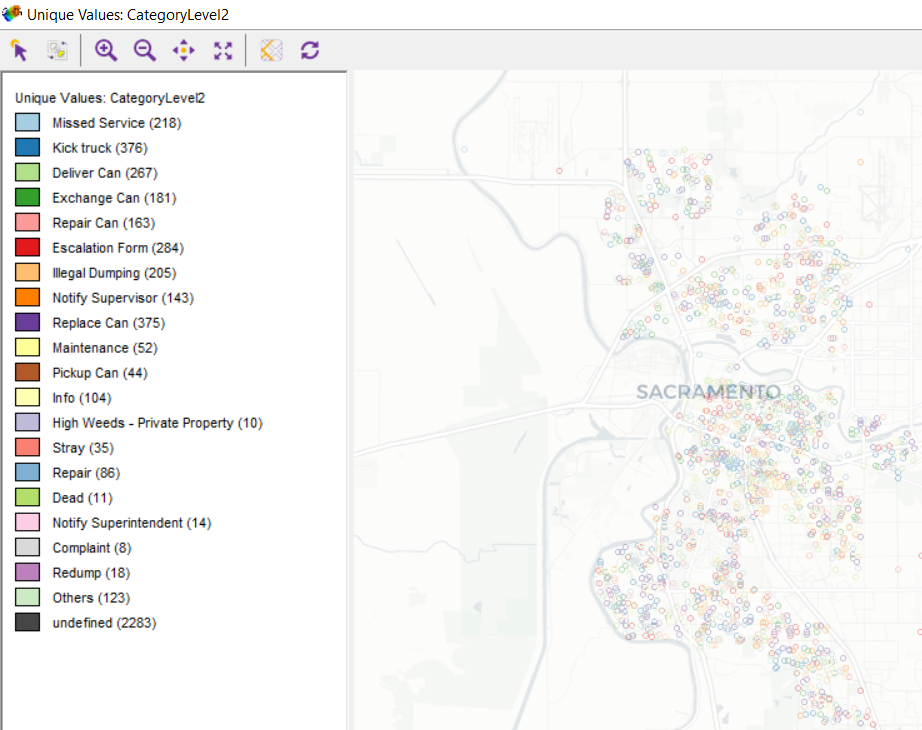 Unique Values: CategoryLevel2
Unique Values: CategoryLevel2
Missed Service (218)
Kick truck (376)
Deliver Can (267)
Exchange Can (181)
Repair Can (163)
Escalation Form (284)
Illegal Dumping (205)
Notify Supervisor (143)
Replace Can (375)
Maintenance (52)
Pickup Can (44)
Info (104)
High Weeds - Private Property (10)
Stray (35)
Repair (86)
Dead (11)
Notify Superintendent (14)
Complaint (8)
Redump (18)
Others (123)
undefined (2283)
SACRAMENTO